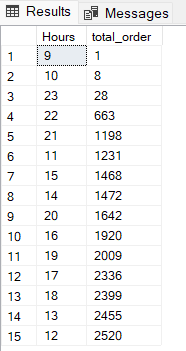 Results Messages
Hours total_order
1 9 1
2 10 8
3 23 28
4 22 663
5 21 1198
6 11 1231
7 15 1468
8 14 1472
9 20 1642
10 16 1920
11 19 2009
12 17 2336
13 18 2399
14 13 2455
15 12 2520